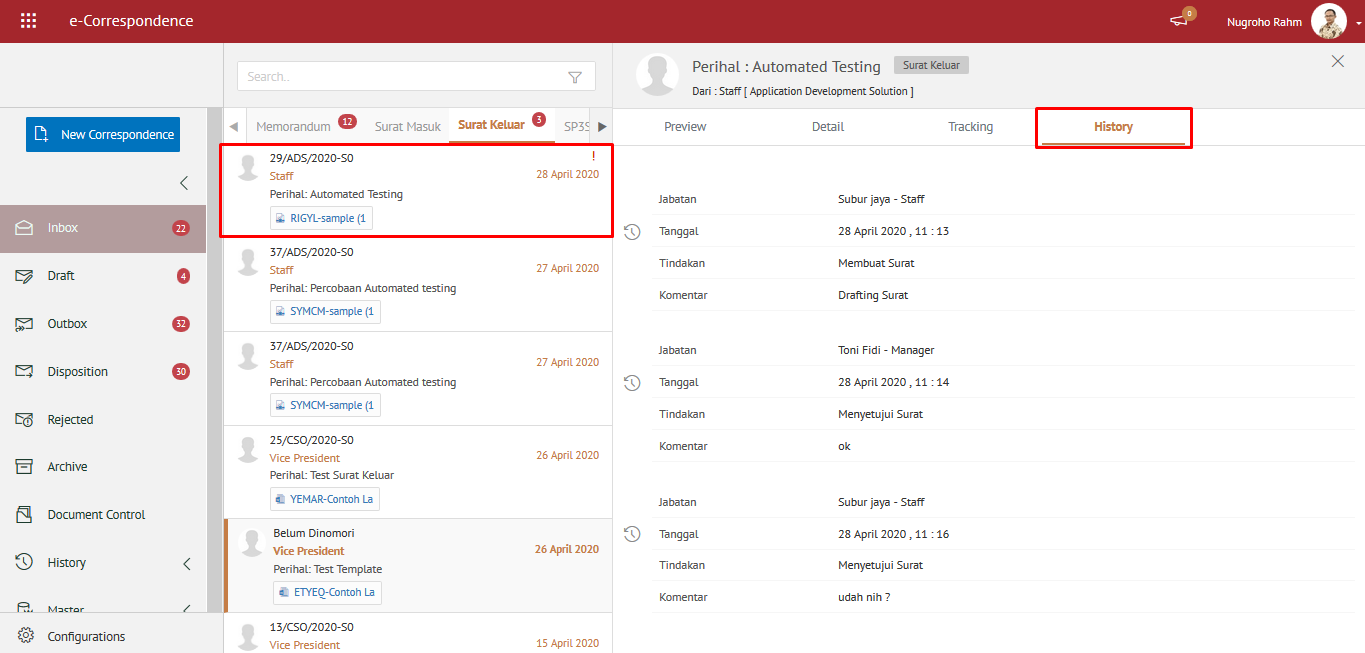 e-Correspondence
0
Nugroho Rahm
New Correspondence
Inbox 22
Draft 4
Outbox 32
Disposition 30
Rejected
Archive
Document Control
History
Master
Configurations
Search..
Memorandum 12 Surat Masuk Surat Keluar 3 SP3S
29/ADS/2020-S0 !
Staff 28 April 2020
Perihal: Automated Testing
RIGYL-sample (1
37/ADS/2020-S0
Staff 27 April 2020
Perihal: Percobaan Automated testing
SYMCM-sample (1
37/ADS/2020-S0
Staff 27 April 2020
Perihal: Percobaan Automated testing
SYMCM-sample (1
25/CSO/2020-S0
Vice President 26 April 2020
Perihal: Test Surat Keluar
YEMAR-Contoh La
Belum Dinomori
Vice President 26 April 2020
Perihal: Test Template
ETYEQ-Contoh La
13/CSO/2020-S0
Vice President 15 April 2020
Perihal : Automated Testing Surat Keluar
Dari : Staff [ Application Development Solution ]
Preview Detail Tracking History
Jabatan Subur jaya - Staff
Tanggal 28 April 2020 , 11 : 13
Tindakan Membuat Surat
Komentar Drafting Surat
Jabatan Toni Fidi - Manager
Tanggal 28 April 2020 , 11 : 14
Tindakan Menyetujui Surat
Komentar ok
Jabatan Subur jaya - Staff
Tanggal 28 April 2020 , 11 : 16
Tindakan Menyetujui Surat
Komentar udah nih ?